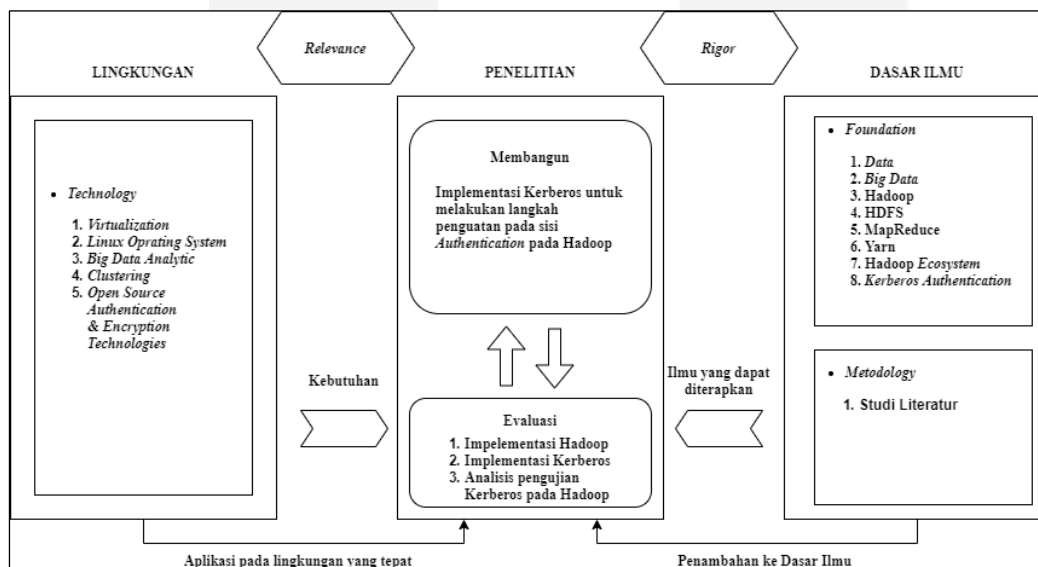 Relevance
Rigor
LINGKUNGAN
PENELITIAN
DASAR ILMU
• Technology
1. Virtualization
2. Linux Oprating System
3. Big Data Analytic
4. Clustering
5. Open Source
Authentication
& Encryption
Technologies
Kebutuhan
Membangun
Implementasi Kerberos untuk
melakukan langkah
penguatan pada sisi
Authentication pada Hadoop
Evaluasi
1. Impelementasi Hadoop
2. Implementasi Kerberos
3. Analisis pengujian
Kerberos pada Hadoop
Ilmu yang dapat
diterapkan
• Foundation
1. Data
2. Big Data
3. Hadoop
4. HDFS
5. MapReduce
6. Yarn
7. Hadoop Ecosystem
8. Kerberos Authentication
• Metodology
1. Studi Literatur
Aplikasi pada lingkungan yang tepat
Penambahan ke Dasar Ilmu